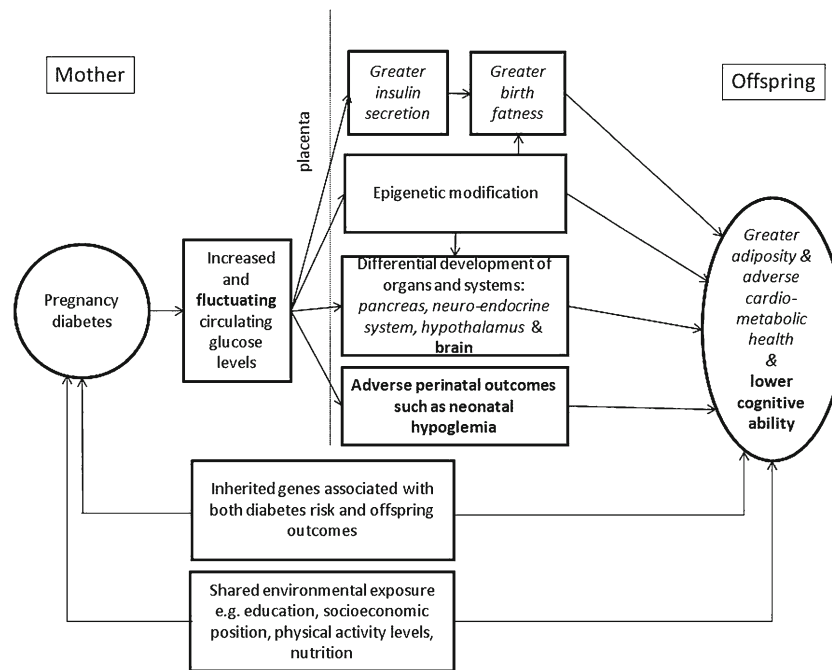 Mother
Offspring
placenta
Greater
insulin
secretion
Greater
birth
fatness
Epigenetic modification
Pregnancy
diabetes
Increased and
fluctuating
circulating
glucose
levels
Differential development of
organs and systems:
pancreas, neuro-endocrine
system, hypothalamus &
brain
Adverse perinatal outcomes
such as neonatal
hypoglemia
Greater
adiposity &
adverse
cardio-
metabolic
health
&
lower
cognitive
ability
Inherited genes associated with
both diabetes risk and offspring
outcomes
Shared environmental exposure
e.g. education, socioeconomic
position, physical activity levels,
nutrition